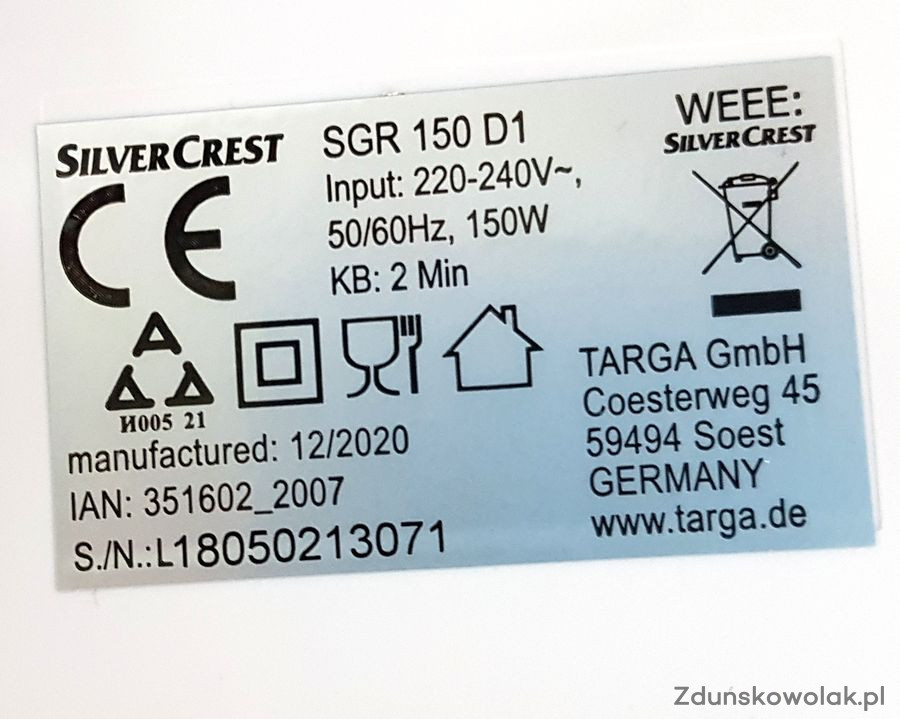 SILVERCREST
SGR 150 D1
Input: 220-240V~,
50/60Hz, 150W
KB: 2 Min
WEEE:
SILVERCREST
CE
И005 21
manufactured: 12/2020
IAN: 351602_2007
S./N.:L18050213071
TARGA GmbH
Coesterweg 45
59494 Soest
GERMANY
www.targa.de
Zduńskowolak.pl